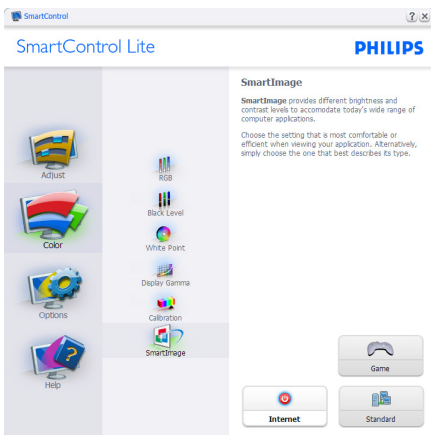 SmartControl
SmartControl Lite
PHILIPS
Adjust
Color
Options
Help
RGB
Black Level
White Point
Display Gamma
Calibration
SmartImage
SmartImage
SmartImage provides different brightness and
contrast levels to accomodate today's wide range of
computer applications.
Choose the setting that is most comfortable or
efficient when viewing your application. Alternatively,
simply choose the one that best describes its type.
Game
Internet
Standard